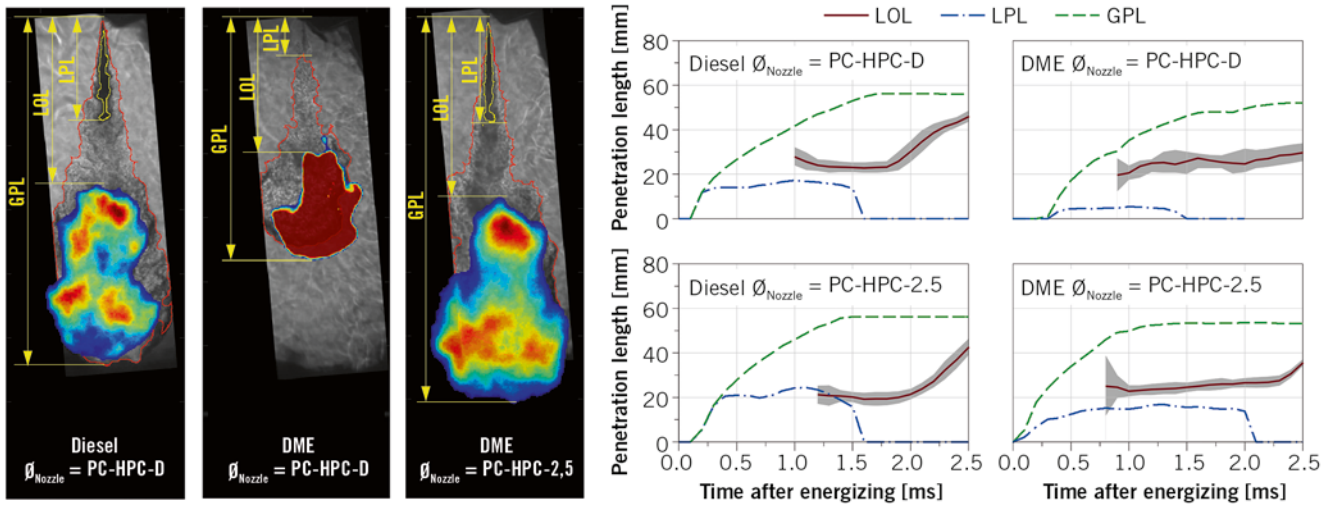 GPL
LOL
LPL
Diesel
ØNozzle = PC-HPC-D
GPL
LOL
LPL
DME
ØNozzle = PC-HPC-D
GPL
LOL
LPL
DME
ØNozzle = PC-HPC-2,5
LOL LPL GPL
Penetration length [mm]
80
60
40
20
0
Diesel ØNozzle = PC-HPC-D
DME ØNozzle = PC-HPC-D
Penetration length [mm]
80
60
40
20
0
Diesel ØNozzle = PC-HPC-2.5
DME ØNozzle = PC-HPC-2.5
0.0 0.5 1.0 1.5 2.0 2.5
0.0 0.5 1.0 1.5 2.0 2.5
Time after energizing [ms]
Time after energizing [ms]